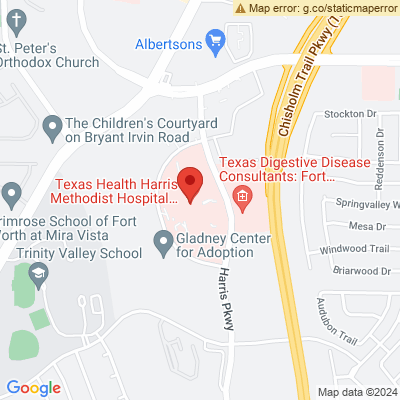 Map error: g.co/staticmaperror
St. Peter's
Orthodox Church
Albertsons
Chisholm Trail Pkwy (T
Stockton Dr
Reddenson Dr
The Children's Courtyard
on Bryant Irvin Road
Texas Health Harris
Methodist Hospital...
Texas Digestive Disease
Consultants: Fort...
Springvalley W
Mesa Dr
Windwood Trail
Briarwood Dr
rimrose School of Fort
orth at Mira Vista
Trinity Valley School
Gladney Center
for Adoption
Harris Pkwy
Audubon Trail
Google
Map data ©2024